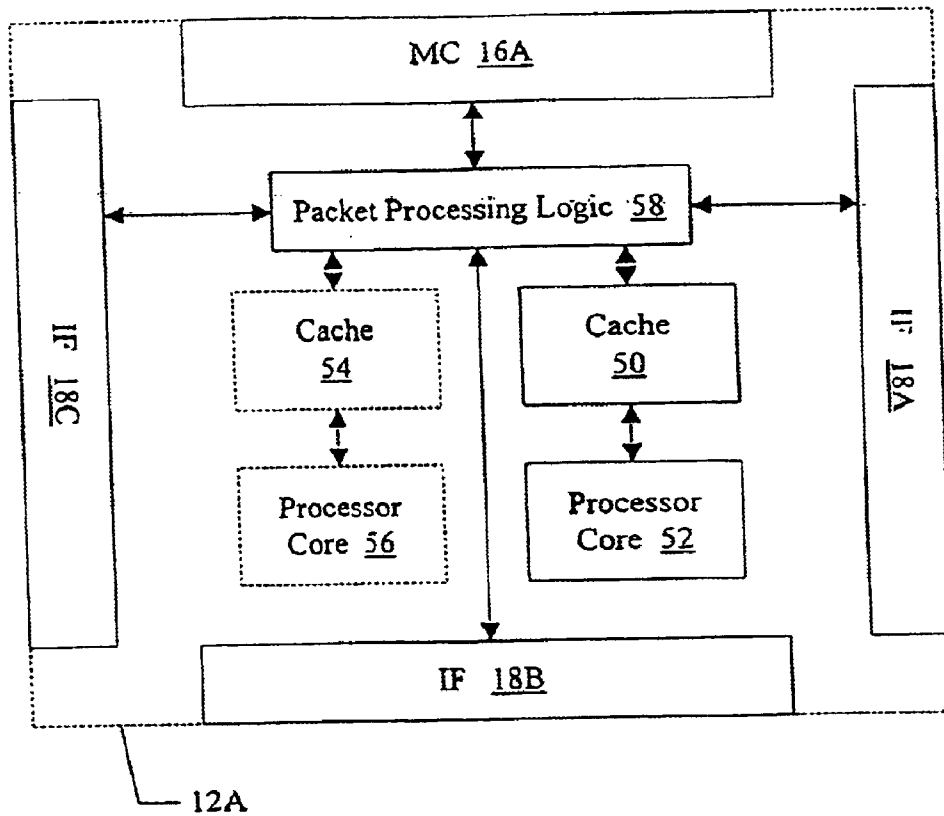 MC 16A
Packet Processing Logic 58
IF 18C
Cache
54
Cache
50
IF 18A
Processor
Core 56
Processor
Core 52
IF 18B
12A